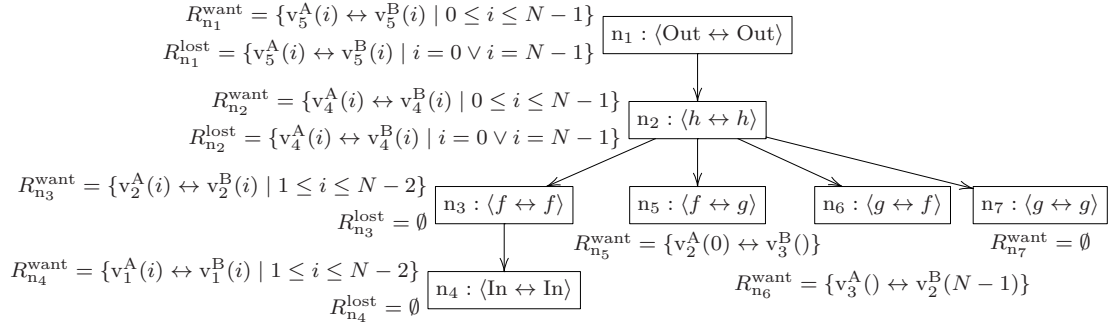 R_{n_1}^{want} = {v_5^A(i) ↔ v_5^B(i) | 0 ≤ i ≤ N − 1}
n_1 : ⟨Out ↔ Out⟩
R_{n_1}^{lost} = {v_5^A(i) ↔ v_5^B(i) | i = 0 ∨ i = N − 1}
R_{n_2}^{want} = {v_4^A(i) ↔ v_4^B(i) | 0 ≤ i ≤ N − 1}
n_2 : ⟨h ↔ h⟩
R_{n_2}^{lost} = {v_4^A(i) ↔ v_4^B(i) | i = 0 ∨ i = N − 1}
R_{n_3}^{want} = {v_2^A(i) ↔ v_2^B(i) | 1 ≤ i ≤ N − 2}
n_3 : ⟨f ↔ f⟩
n_5 : ⟨f ↔ g⟩
n_6 : ⟨g ↔ f⟩
n_7 : ⟨g ↔ g⟩
R_{n_3}^{lost} = ∅
R_{n_5}^{want} = {v_2^A(0) ↔ v_3^B()}
R_{n_7}^{want} = ∅
R_{n_4}^{want} = {v_1^A(i) ↔ v_1^B(i) | 1 ≤ i ≤ N − 2}
n_4 : ⟨In ↔ In⟩
R_{n_6}^{want} = {v_3^A() ↔ v_2^B(N − 1)}
R_{n_4}^{lost} = ∅